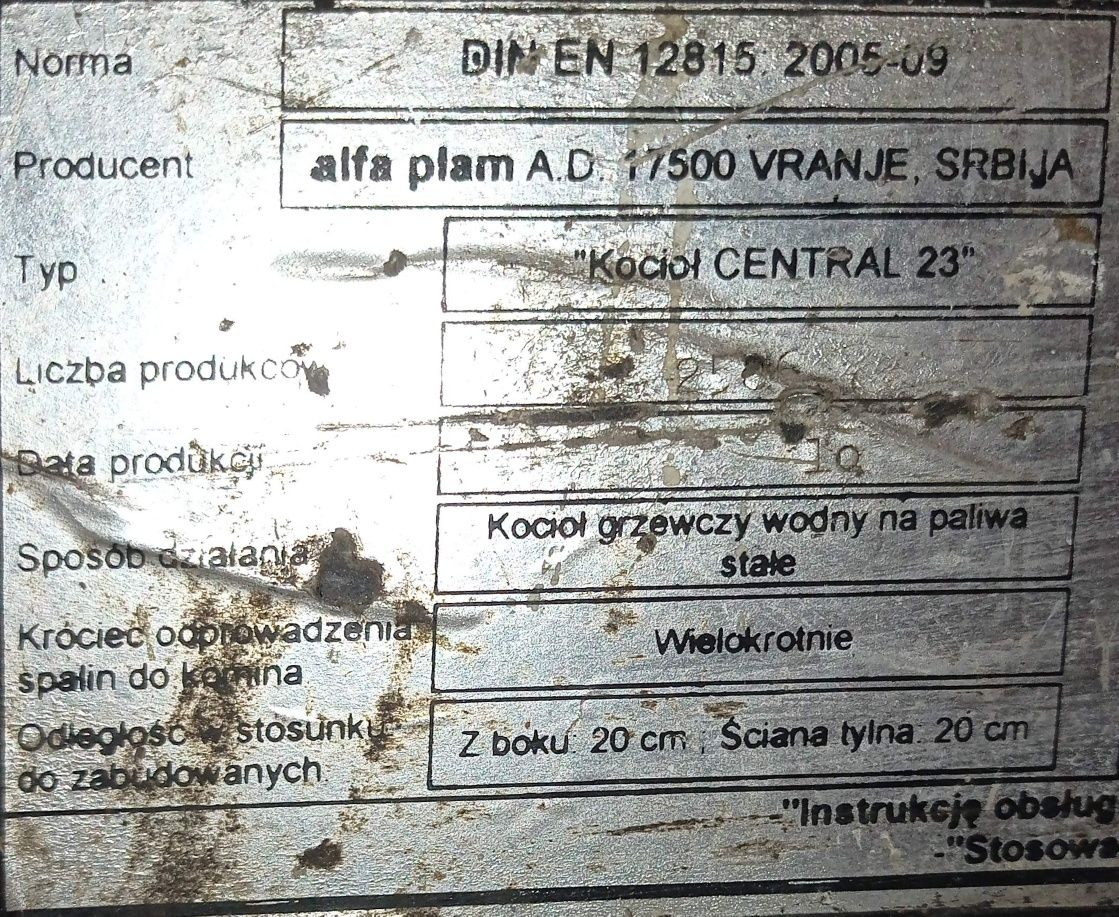 Norma DIN EN 12815: 2005-09
Producent alfa plam A.D. 17500 VRANJE, SRBIJA
Typ "Kocioł CENTRAL 23"
Liczba produkców
Data produkcji
Sposób działania Kocioł grzewczy wodny na paliwa
stałe
Króciec odprowadzenia
spalin do komina Wielokrotnie
Odległość w stosunku
do zabudowanych Z boku: 20 cm ; Ściana tylna: 20 cm
"Instrukcję obsług
-"Stosowa